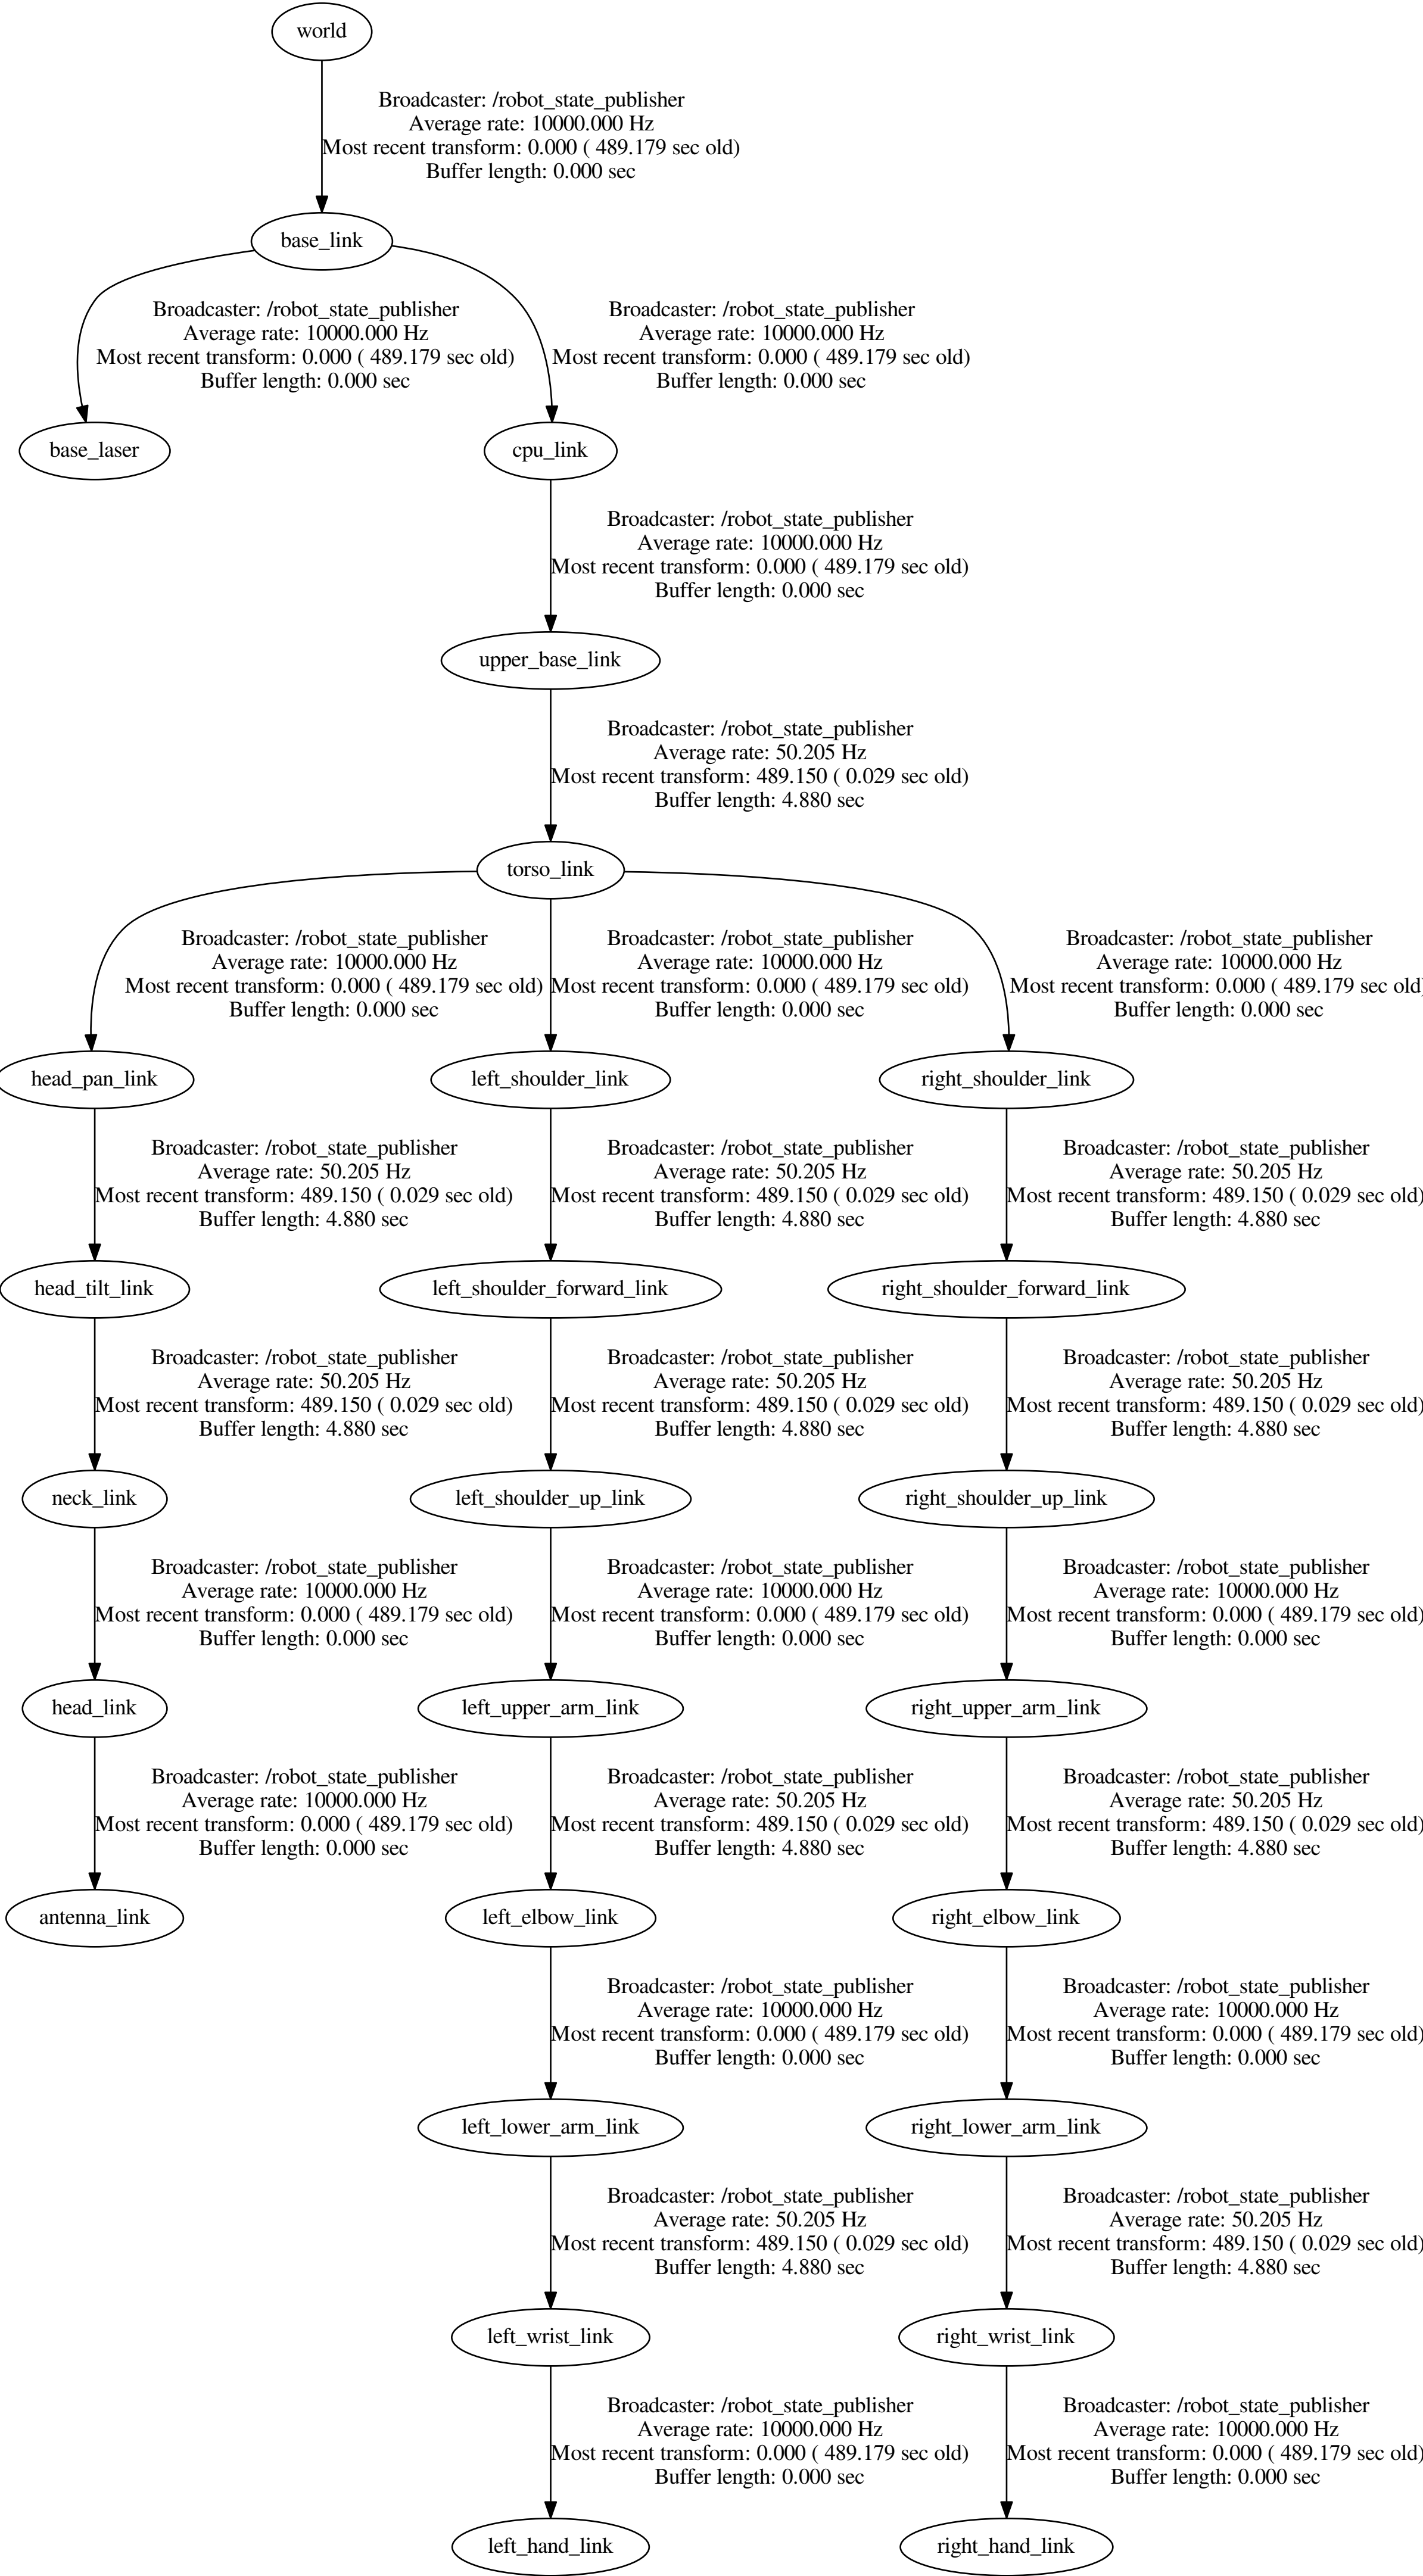 world
Broadcaster: /robot_state_publisher
Average rate: 10000.000 Hz
Most recent transform: 0.000 ( 489.179 sec old)
Buffer length: 0.000 sec
base_link
Broadcaster: /robot_state_publisher
Average rate: 10000.000 Hz
Most recent transform: 0.000 ( 489.179 sec old)
Buffer length: 0.000 sec
Broadcaster: /robot_state_publisher
Average rate: 10000.000 Hz
Most recent transform: 0.000 ( 489.179 sec old)
Buffer length: 0.000 sec
base_laser
cpu_link
Broadcaster: /robot_state_publisher
Average rate: 10000.000 Hz
Most recent transform: 0.000 ( 489.179 sec old)
Buffer length: 0.000 sec
upper_base_link
Broadcaster: /robot_state_publisher
Average rate: 50.205 Hz
Most recent transform: 489.150 ( 0.029 sec old)
Buffer length: 4.880 sec
torso_link
Broadcaster: /robot_state_publisher
Average rate: 10000.000 Hz
Most recent transform: 0.000 ( 489.179 sec old)
Buffer length: 0.000 sec
Broadcaster: /robot_state_publisher
Average rate: 10000.000 Hz
Most recent transform: 0.000 ( 489.179 sec old)
Buffer length: 0.000 sec
Broadcaster: /robot_state_publisher
Average rate: 10000.000 Hz
Most recent transform: 0.000 ( 489.179 sec old)
Buffer length: 0.000 sec
head_pan_link
left_shoulder_link
right_shoulder_link
Broadcaster: /robot_state_publisher
Average rate: 50.205 Hz
Most recent transform: 489.150 ( 0.029 sec old)
Buffer length: 4.880 sec
Broadcaster: /robot_state_publisher
Average rate: 50.205 Hz
Most recent transform: 489.150 ( 0.029 sec old)
Buffer length: 4.880 sec
Broadcaster: /robot_state_publisher
Average rate: 50.205 Hz
Most recent transform: 489.150 ( 0.029 sec old)
Buffer length: 4.880 sec
head_tilt_link
left_shoulder_forward_link
right_shoulder_forward_link
Broadcaster: /robot_state_publisher
Average rate: 50.205 Hz
Most recent transform: 489.150 ( 0.029 sec old)
Buffer length: 4.880 sec
Broadcaster: /robot_state_publisher
Average rate: 50.205 Hz
Most recent transform: 489.150 ( 0.029 sec old)
Buffer length: 4.880 sec
Broadcaster: /robot_state_publisher
Average rate: 50.205 Hz
Most recent transform: 489.150 ( 0.029 sec old)
Buffer length: 4.880 sec
neck_link
left_shoulder_up_link
right_shoulder_up_link
Broadcaster: /robot_state_publisher
Average rate: 10000.000 Hz
Most recent transform: 0.000 ( 489.179 sec old)
Buffer length: 0.000 sec
Broadcaster: /robot_state_publisher
Average rate: 10000.000 Hz
Most recent transform: 0.000 ( 489.179 sec old)
Buffer length: 0.000 sec
Broadcaster: /robot_state_publisher
Average rate: 10000.000 Hz
Most recent transform: 0.000 ( 489.179 sec old)
Buffer length: 0.000 sec
head_link
left_upper_arm_link
right_upper_arm_link
Broadcaster: /robot_state_publisher
Average rate: 10000.000 Hz
Most recent transform: 0.000 ( 489.179 sec old)
Buffer length: 0.000 sec
Broadcaster: /robot_state_publisher
Average rate: 50.205 Hz
Most recent transform: 489.150 ( 0.029 sec old)
Buffer length: 4.880 sec
Broadcaster: /robot_state_publisher
Average rate: 50.205 Hz
Most recent transform: 489.150 ( 0.029 sec old)
Buffer length: 4.880 sec
antenna_link
left_elbow_link
right_elbow_link
Broadcaster: /robot_state_publisher
Average rate: 10000.000 Hz
Most recent transform: 0.000 ( 489.179 sec old)
Buffer length: 0.000 sec
Broadcaster: /robot_state_publisher
Average rate: 10000.000 Hz
Most recent transform: 0.000 ( 489.179 sec old)
Buffer length: 0.000 sec
left_lower_arm_link
right_lower_arm_link
Broadcaster: /robot_state_publisher
Average rate: 50.205 Hz
Most recent transform: 489.150 ( 0.029 sec old)
Buffer length: 4.880 sec
Broadcaster: /robot_state_publisher
Average rate: 50.205 Hz
Most recent transform: 489.150 ( 0.029 sec old)
Buffer length: 4.880 sec
left_wrist_link
right_wrist_link
Broadcaster: /robot_state_publisher
Average rate: 10000.000 Hz
Most recent transform: 0.000 ( 489.179 sec old)
Buffer length: 0.000 sec
Broadcaster: /robot_state_publisher
Average rate: 10000.000 Hz
Most recent transform: 0.000 ( 489.179 sec old)
Buffer length: 0.000 sec
left_hand_link
right_hand_link